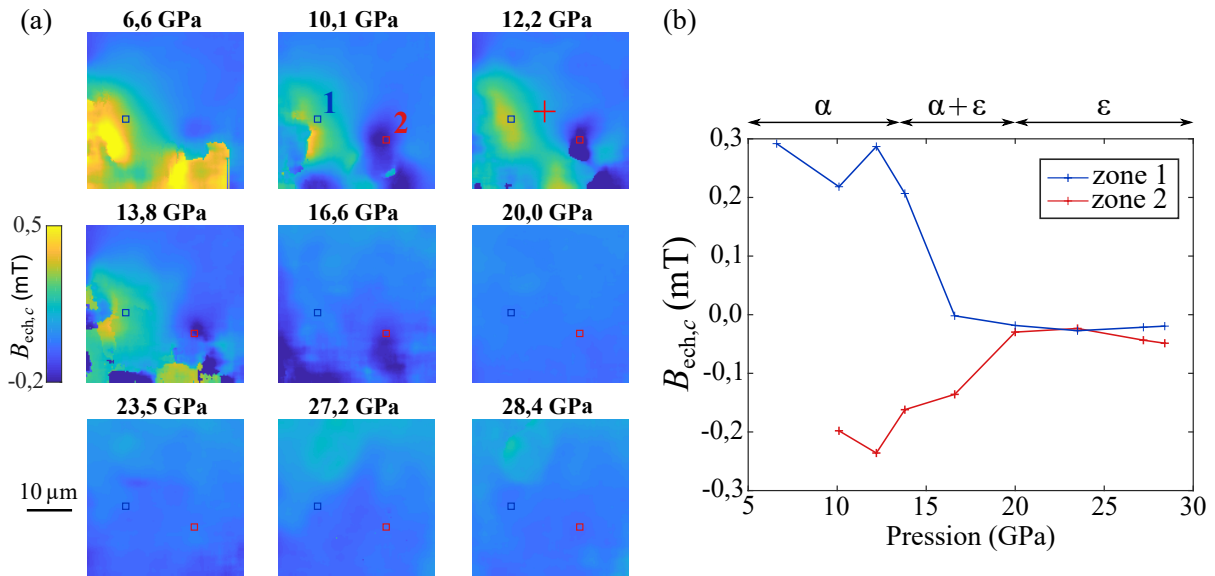 (a)
6,6 GPa
10,1 GPa
12,2 GPa
1
2
13,8 GPa
16,6 GPa
20,0 GPa
0,5
B_ech,c (mT)
-0,2
23,5 GPa
27,2 GPa
28,4 GPa
10 µm
(b)
α
α + ε
ε
0,3
0,2
0,1
0,0
-0,1
-0,2
-0,3
B_ech,c (mT)
zone 1
zone 2
5 10 15 20 25 30
Pression (GPa)